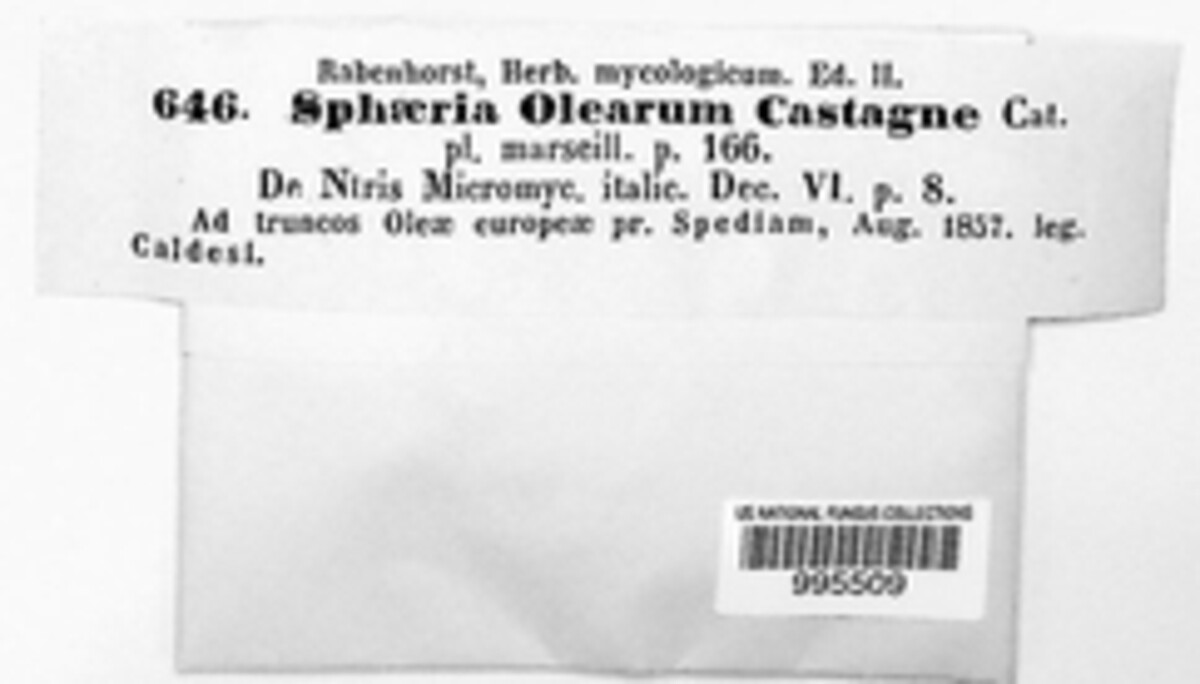 Rabenhorst, Herb. mycologicum. Ed. II.
646. Sphæria Olearum Castagne Cat.
pl. marseill. p. 166.
De Ntris Micromyc. italic. Dec. VI. p. 8.
Ad truncos Oleæ europeæ pr. Spediam, Aug. 1857. leg.
Caldesi.
US NATIONAL FUNGUS COLLECTIONS
995509